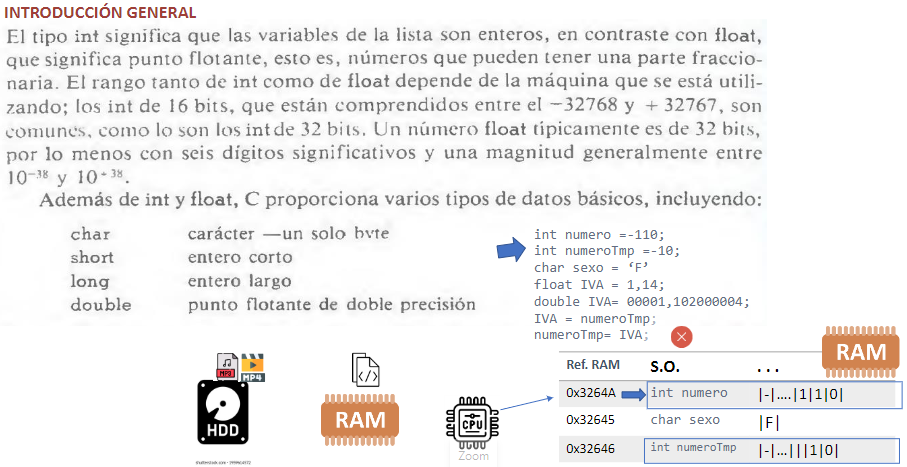 INTRODUCCIÓN GENERAL
El tipo int significa que las variables de la lista son enteros, en contraste con float,
que significa punto flotante, esto es, números que pueden tener una parte fraccio-
naria. El rango tanto de int como de float depende de la máquina que se está utili-
zando; los int de 16 bits, que están comprendidos entre el −32768 y + 32767, son
comunes, como lo son los int de 32 bits. Un número float típicamente es de 32 bits,
por lo menos con seis dígitos significativos y una magnitud generalmente entre
10⁻³⁸ y 10⁺³⁸.
Además de int y float, C proporciona varios tipos de datos básicos, incluyendo:
char carácter —un solo byte
short entero corto
long entero largo
double punto flotante de doble precisión
int numero =-110;
int numeroTmp =-10;
char sexo = ‘F’
float IVA = 1,14;
double IVA= 00001,102000004;
IVA = numeroTmp;
numeroTmp= IVA;
MP3
MP4
HDD
RAM
CPU
Zoom
RAM
Ref. RAM S.O. . . .
0x3264A int numero |-|....|1|1|0|
0x32645 char sexo |F|
0x32646 int numeroTmp |-|...|||1|0|